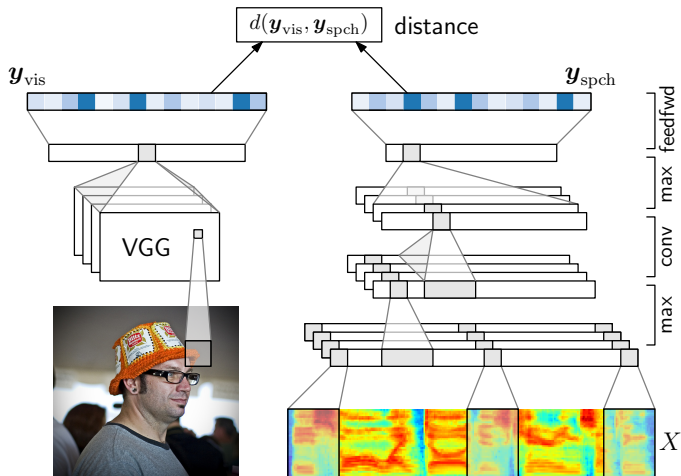 d(y_vis, y_spch) distance
y_vis
y_spch
feedfwd
max
VGG
conv
max
X